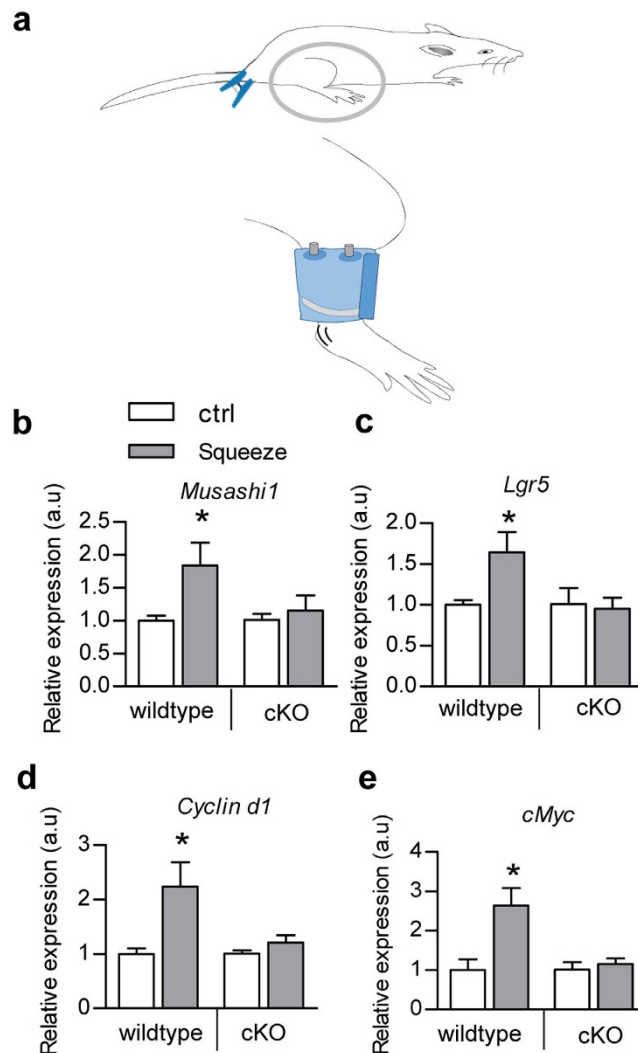 a
b
ctrl
Squeeze
c
Musashi1
*
Relative expression (a.u)
2.5
2.0
1.5
1.0
0.5
0.0
wildtype
cKO
Lgr5
*
Relative expression (a.u)
2.0
1.5
1.0
0.5
0.0
wildtype
cKO
d
Cyclin d1
*
Relative expression (a.u)
3
2
1
0
wildtype
cKO
e
cMyc
*
Relative expression (a.u)
4
3
2
1
0
wildtype
cKO